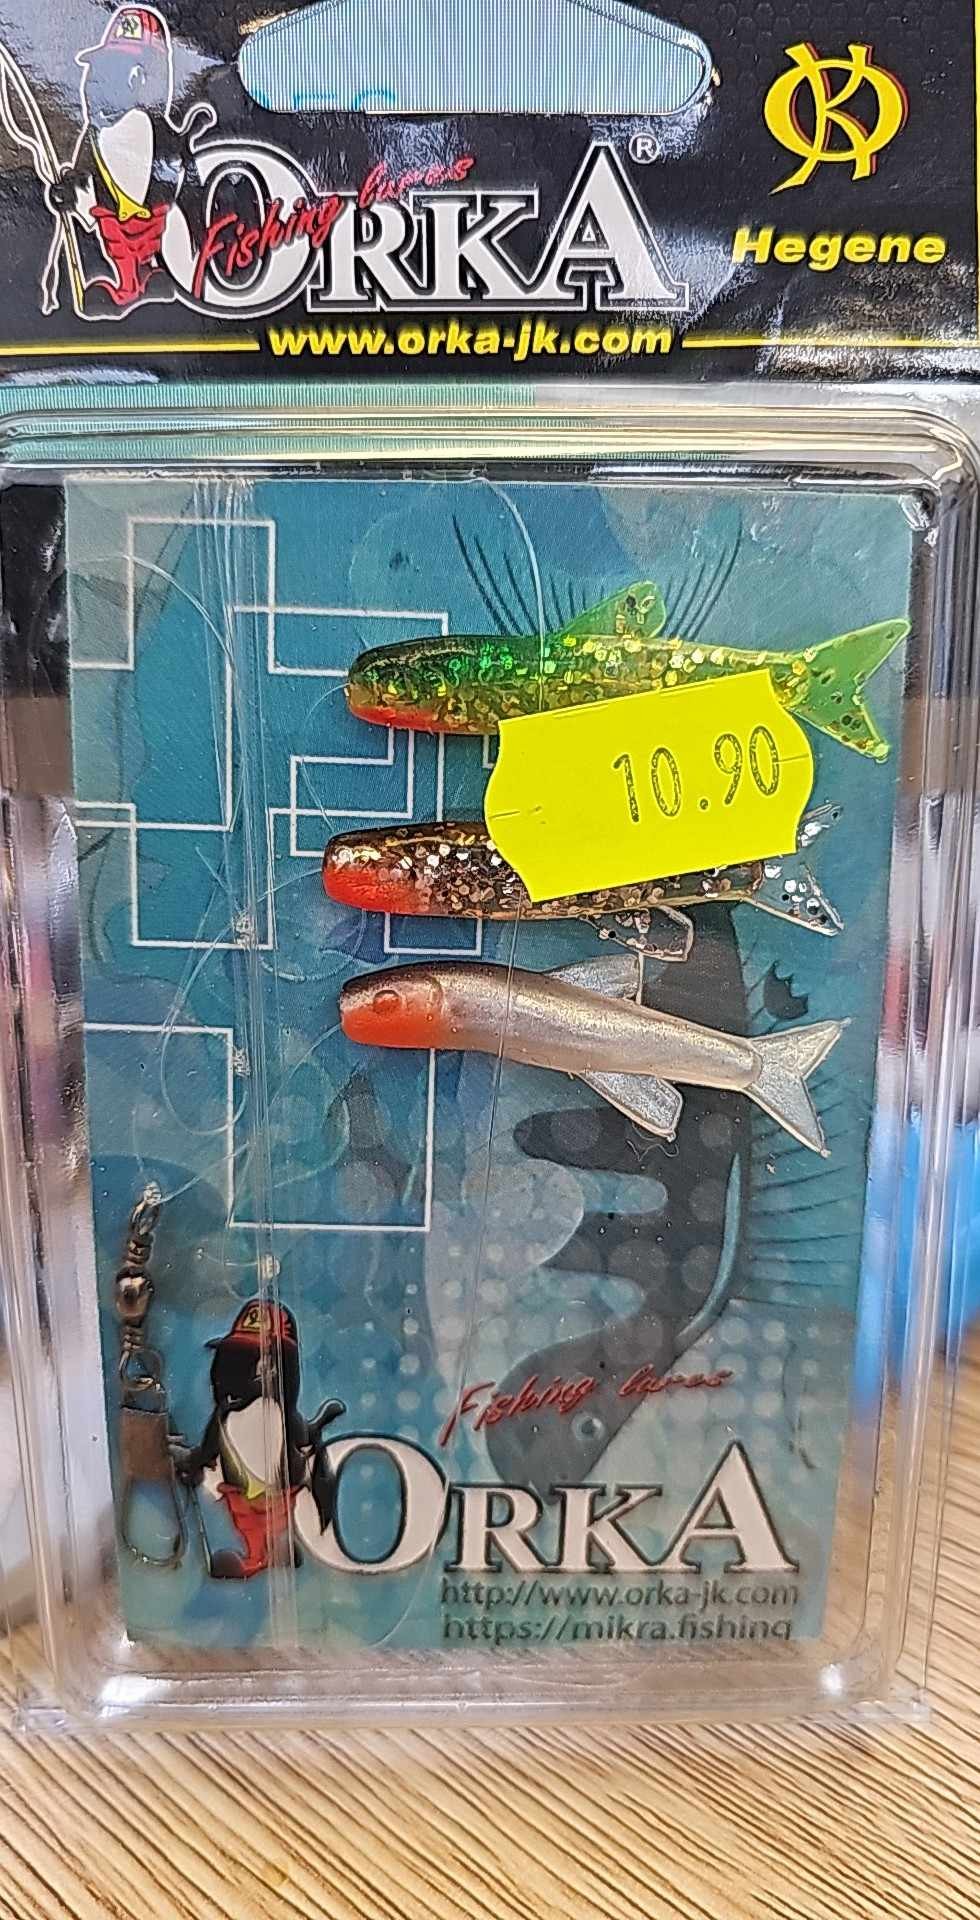 Fishing lures
ORKA®
Hegene
www.orka-jk.com
10.90
Fishing lures
ORKA
http://www.orka-jk.com
https://mikra.fishing